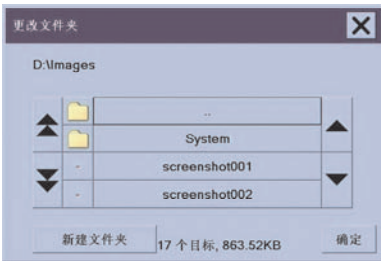 更改文件夹
D:\Images
..
System
- screenshot001
- screenshot002
新建文件夹 17 个目标, 863.52KB 确定